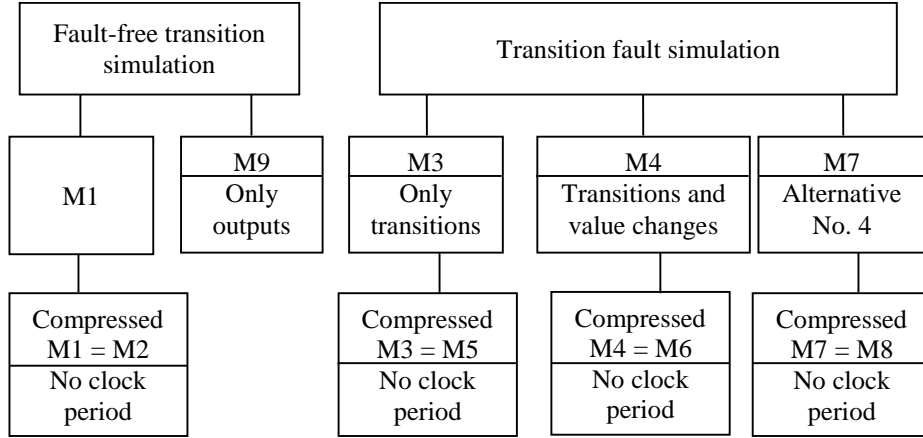 Fault-free transition
simulation
Transition fault simulation
M1
M9
Only
outputs
M3
Only
transitions
M4
Transitions and
value changes
M7
Alternative
No. 4
Compressed
M1 = M2
No clock
period
Compressed
M3 = M5
No clock
period
Compressed
M4 = M6
No clock
period
Compressed
M7 = M8
No clock
period